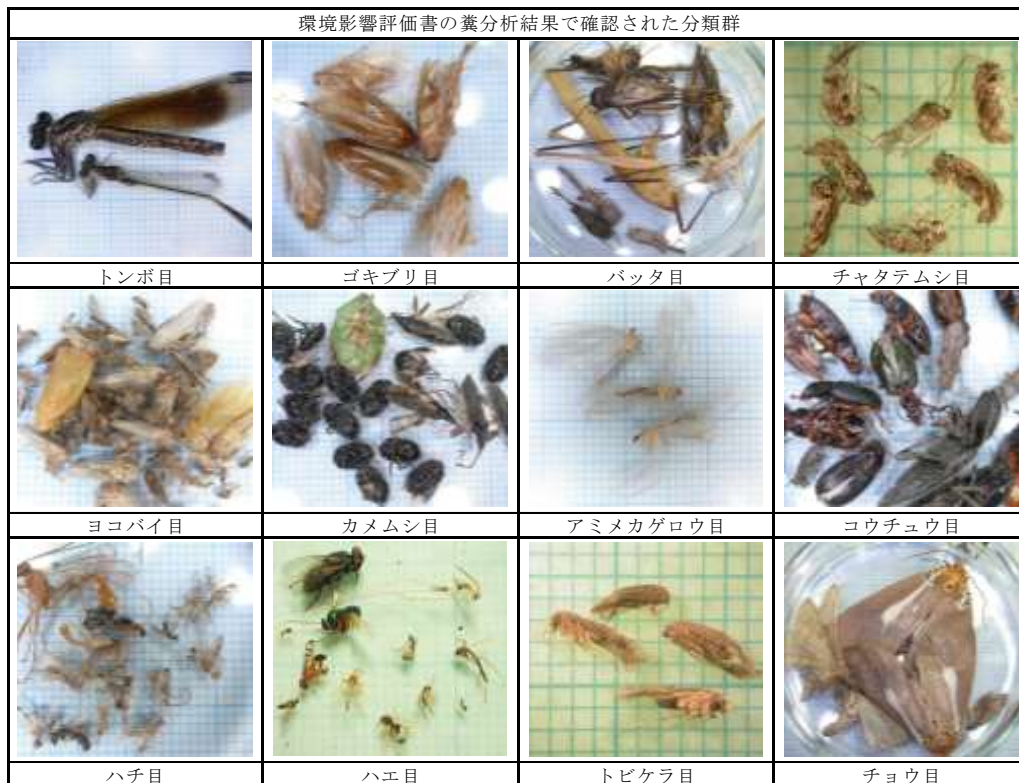 環境影響評価書の糞分析結果で確認された分類群
トンボ目
ゴキブリ目
バッタ目
チャタテムシ目
ヨコバイ目
カメムシ目
アミメカゲロウ目
コウチュウ目
ハチ目
ハエ目
トビケラ目
チョウ目